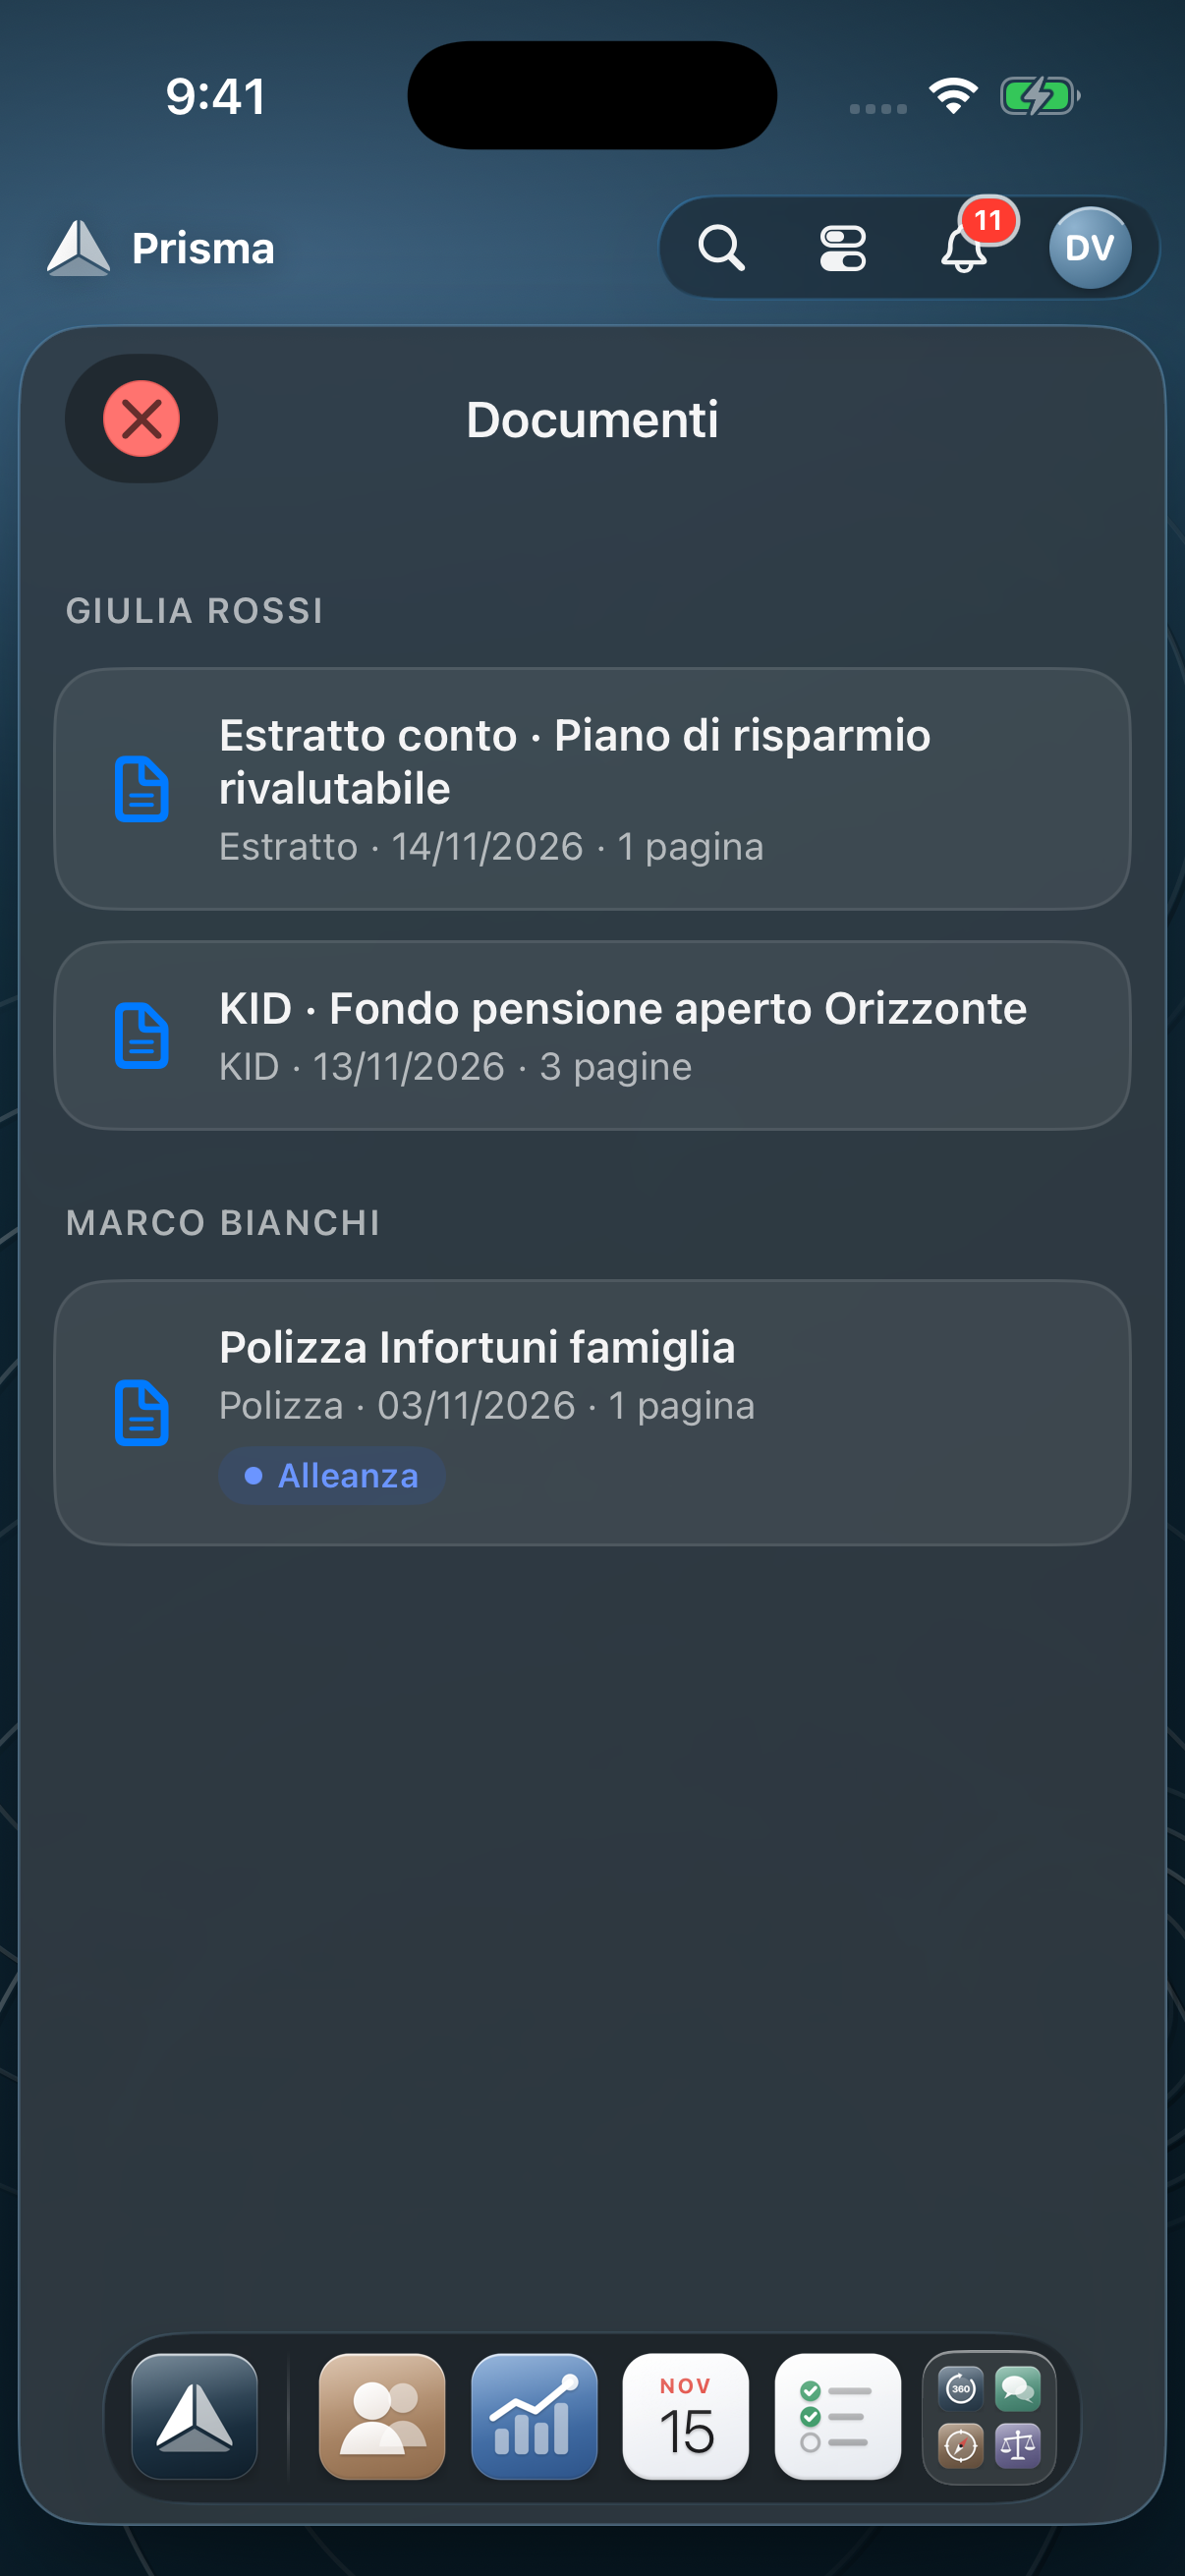 9:41
Prisma
11
DV
Documenti
GIULIA ROSSI
Estratto conto · Piano di risparmio
rivalutabile
Estratto · 14/11/2026 · 1 pagina
KID · Fondo pensione aperto Orizzonte
KID · 13/11/2026 · 3 pagine
MARCO BIANCHI
Polizza Infortuni famiglia
Polizza · 03/11/2026 · 1 pagina
Alleanza
NOV
15
360